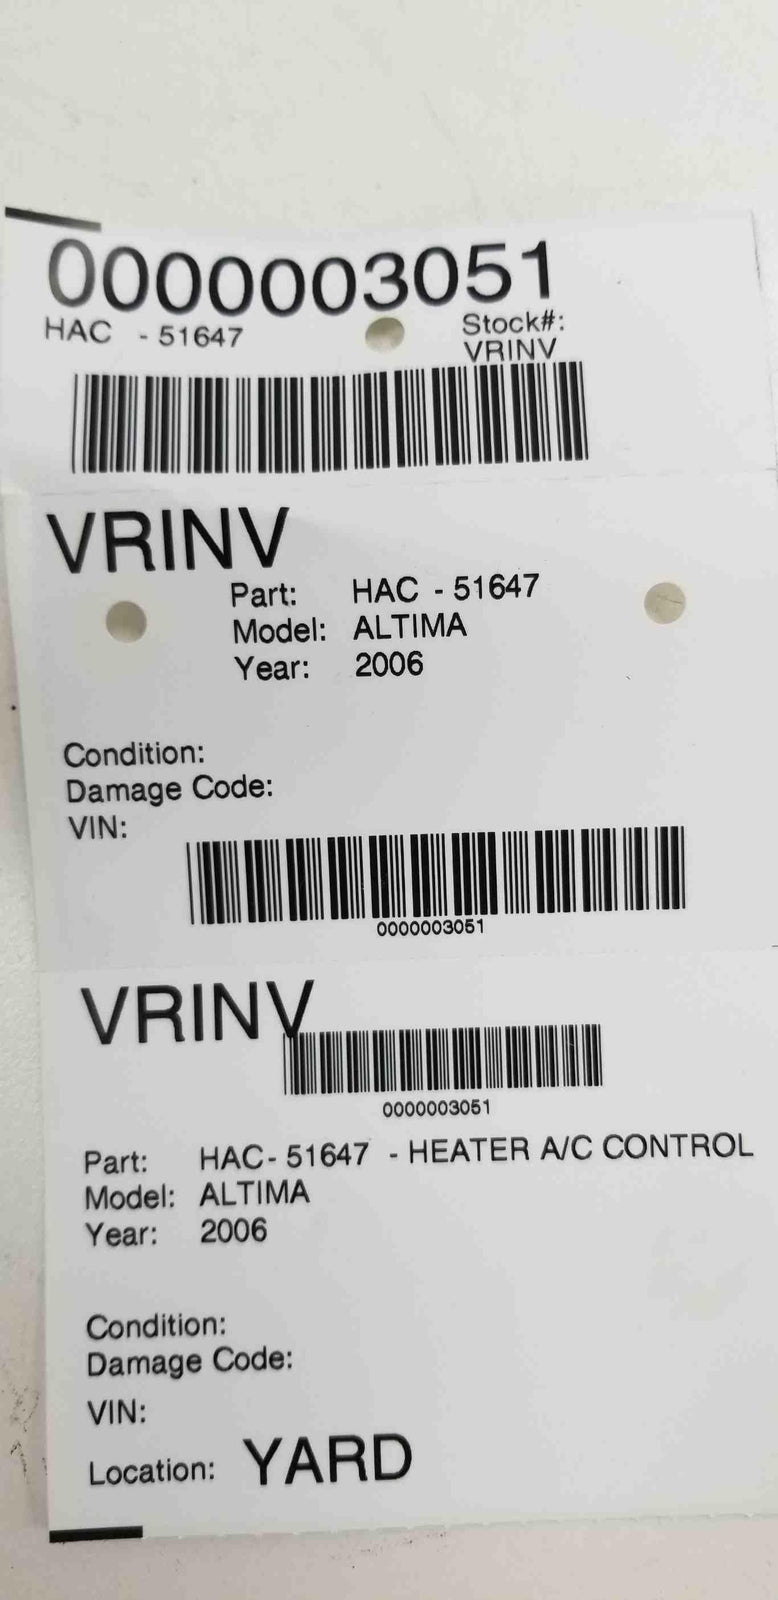 0000003051
HAC - 51647 Stock#:
VRINV
VRINV
Part: HAC - 51647
Model: ALTIMA
Year: 2006
Condition:
Damage Code:
VIN:
0000003051
VRINV
0000003051
Part: HAC- 51647 - HEATER A/C CONTROL
Model: ALTIMA
Year: 2006
Condition:
Damage Code:
VIN:
Location: YARD